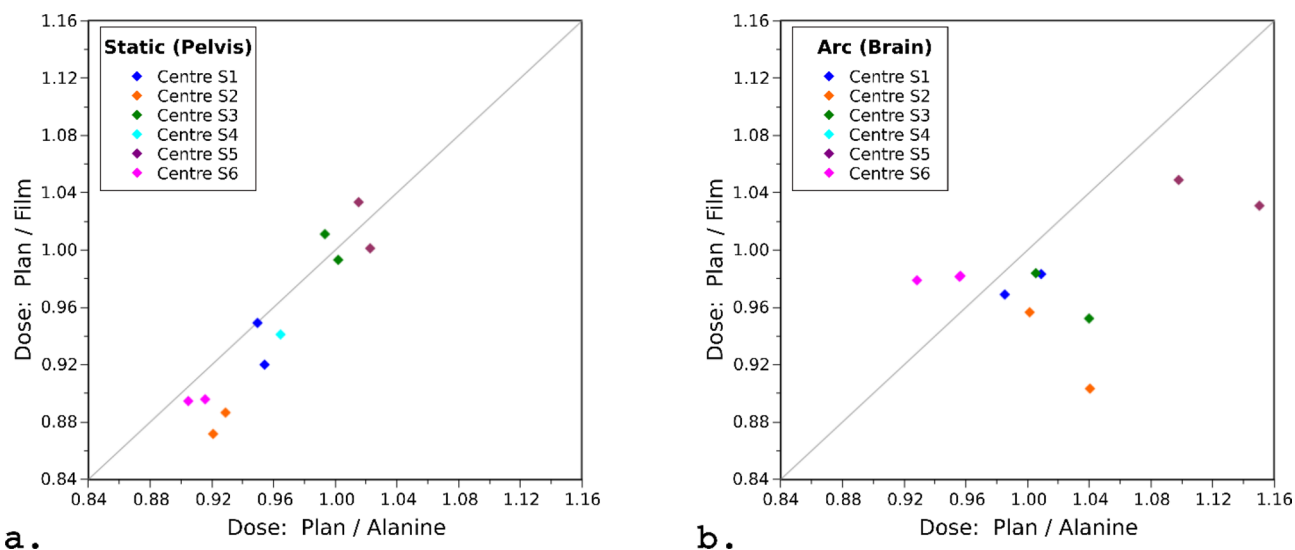 1.16
1.12
1.08
1.04
1.00
0.96
0.92
0.88
0.84
Dose: Plan / Film
Static (Pelvis)
Centre S1
Centre S2
Centre S3
Centre S4
Centre S5
Centre S6
0.84 0.88 0.92 0.96 1.00 1.04 1.08 1.12 1.16
Dose: Plan / Alanine
a.
1.16
1.12
1.08
1.04
1.00
0.96
0.92
0.88
0.84
Dose: Plan / Film
Arc (Brain)
Centre S1
Centre S2
Centre S3
Centre S4
Centre S5
Centre S6
0.84 0.88 0.92 0.96 1.00 1.04 1.08 1.12 1.16
Dose: Plan / Alanine
b.